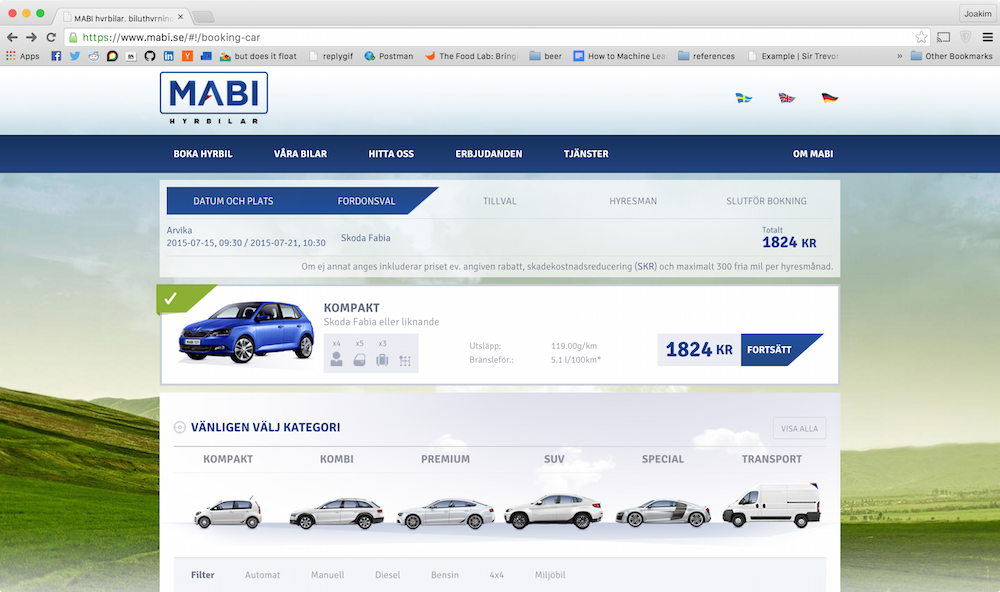 MABI hyrbilar. biluthyrning
Joakim
https://www.mabi.se/#!/booking-car
Apps
but does it float
replygif
Postman
The Food Lab: Bring
beer
How to Machine Lea
references
Example | Sir Trevor
»
Other Bookmarks
MABI
HYRBILAR
BOKA HYRBIL
VÅRA BILAR
HITTA OSS
ERBJUDANDEN
TJÄNSTER
OM MABI
DATUM OCH PLATS
FORDONSVAL
TILLVAL
HYRESMAN
SLUTFÖR BOKNING
Arvika
2015-07-15, 09:30 / 2015-07-21, 10:30
Skoda Fabia
Totalt
1824 KR
Om ej annat anges inkluderar priset ev. angiven rabatt, skadekostnadsreducering (SKR) och maximalt 300 fria mil per hyresmånad.
KOMPAKT
Skoda Fabia eller liknande
x4 x5 x3
Utsläpp: 119,00g/km
Bränsleför.: 5,1 l/100km*
1824 KR
FORTSÄTT
VÄNLIGEN VÄLJ KATEGORI
VISA ALLA
KOMPAKT
KOMBI
PREMIUM
SUV
SPECIAL
TRANSPORT
Filter
Automat
Manuell
Diesel
Bensin
4x4
Miljöbil